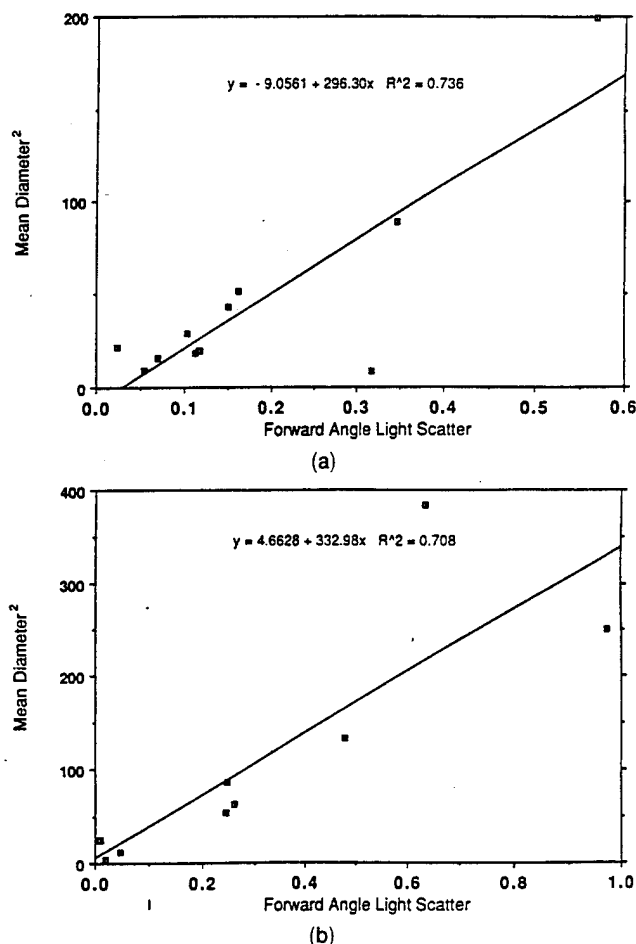 200
y = - 9.0561 + 296.30x R^2 = 0.736
Mean Diameter²
100
0
0.0 0.1 0.2 0.3 0.4 0.5 0.6
Forward Angle Light Scatter
(a)
400
y = 4.6628 + 332.98x R^2 = 0.708
300
Mean Diameter²
200
100
0
0.0 0.2 0.4 0.6 0.8 1.0
Forward Angle Light Scatter
(b)